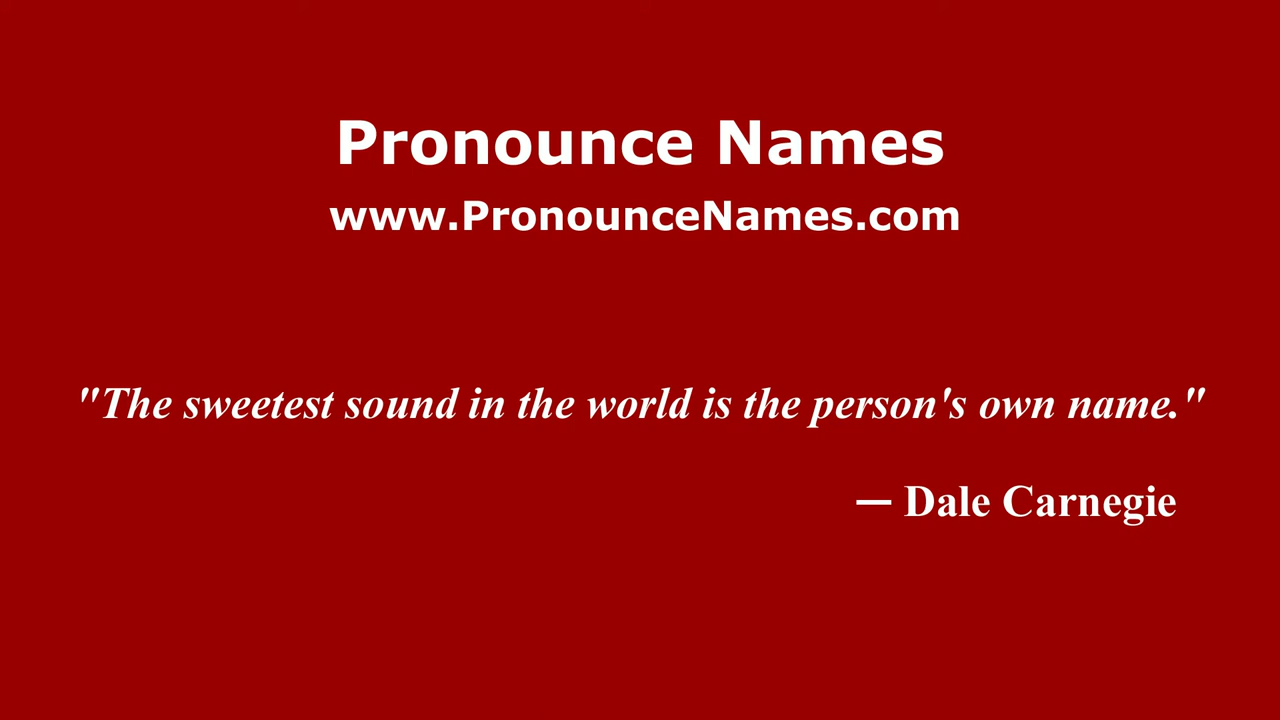 Pronounce Names
www.PronounceNames.com
"The sweetest sound in the world is the person's own name."
— Dale Carnegie